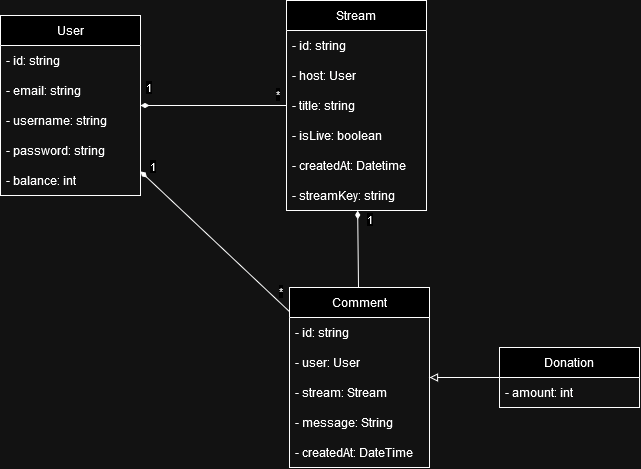 User
- id: string
- email: string
- username: string
- password: string
- balance: int
1
*
1
*
Stream
- id: string
- host: User
- title: string
- isLive: boolean
- createdAt: Datetime
- streamKey: string
1
Comment
- id: string
- user: User
- stream: Stream
- message: String
- createdAt: DateTime
Donation
- amount: int